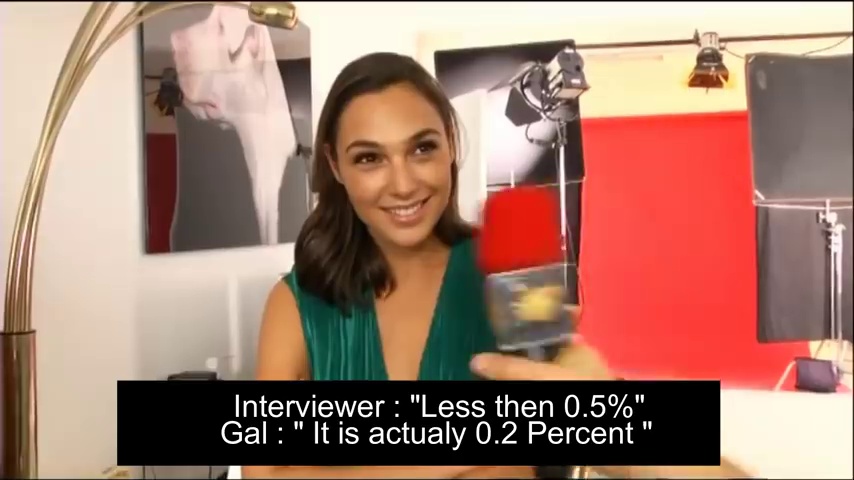 Interviewer : "Less then 0.5%"
Gal : " It is actualy 0.2 Percent "